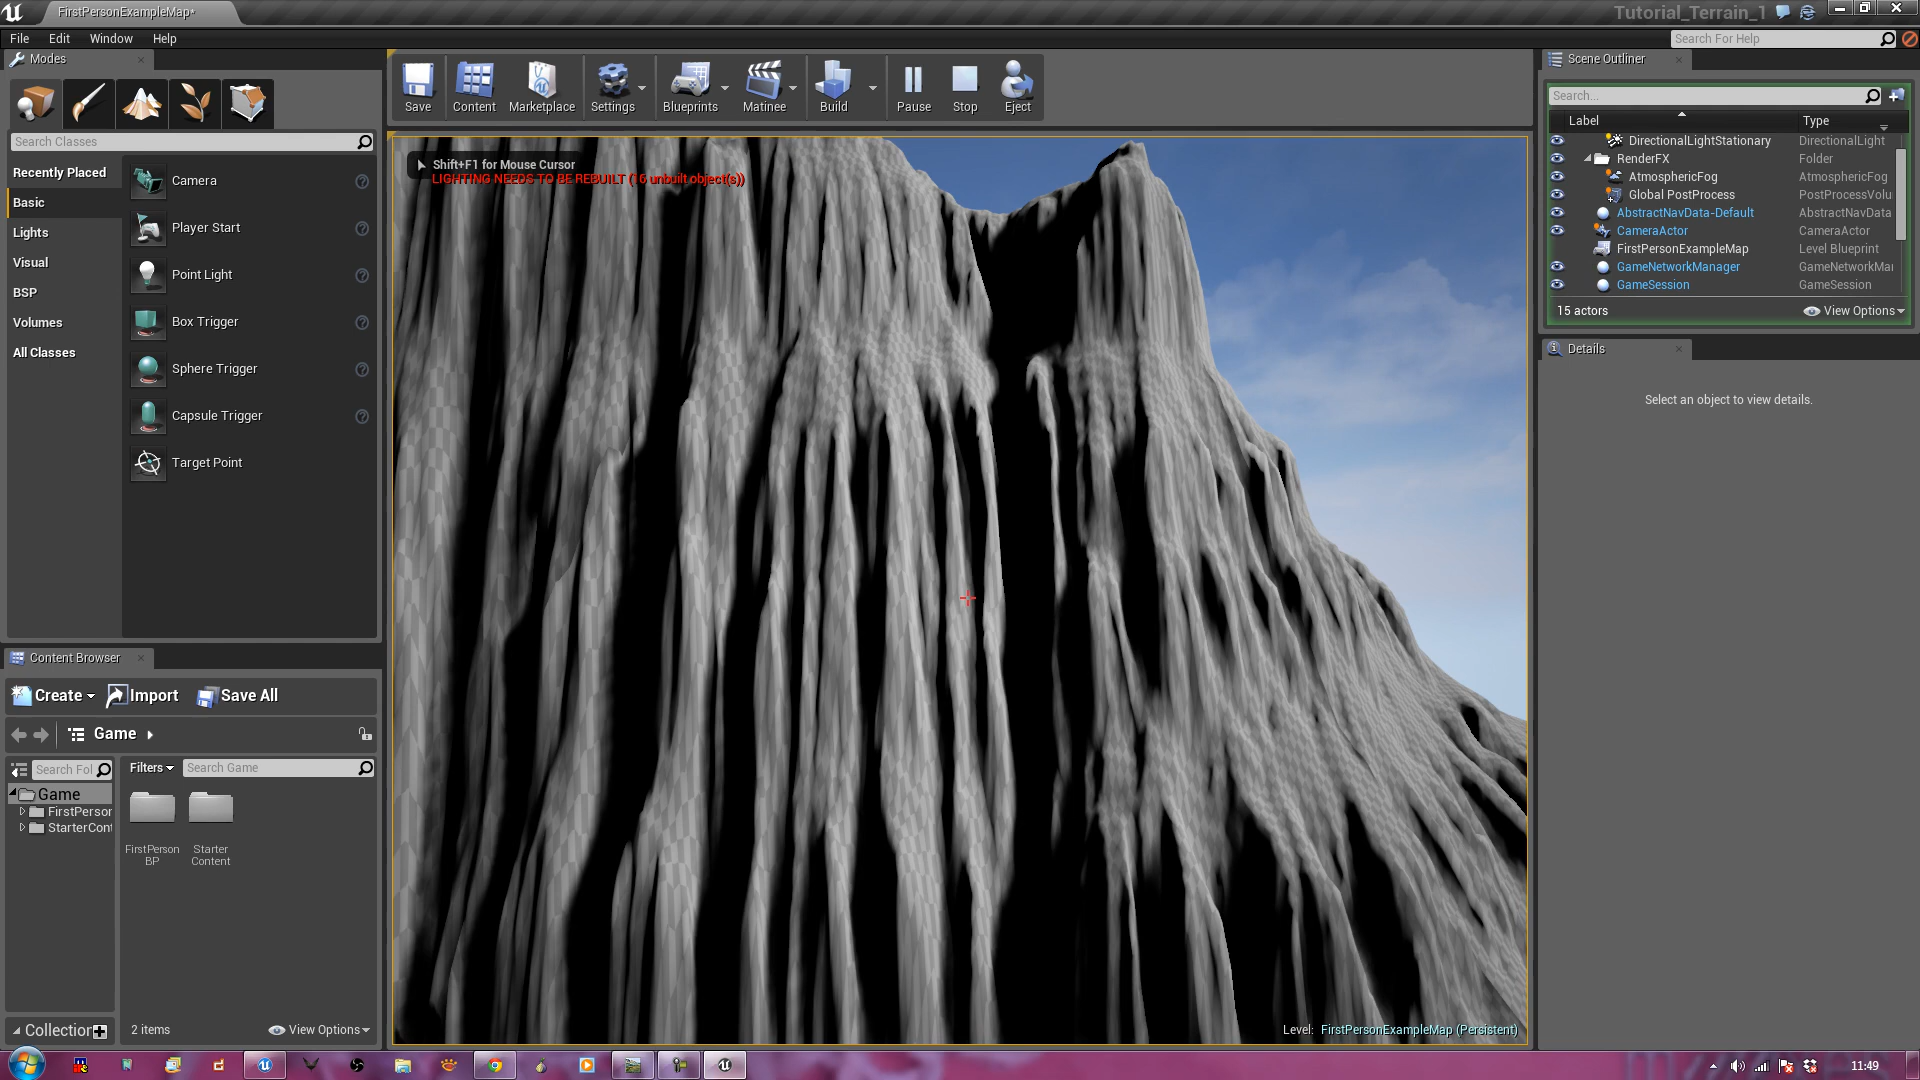 FirstPersonExampleMap*
Tutorial_Terrain_1
File Edit Window Help
Search For Help
Modes
Search Classes
Recently Placed
Basic
Lights
Visual
BSP
Volumes
All Classes
Camera
Player Start
Point Light
Box Trigger
Sphere Trigger
Capsule Trigger
Target Point
Save Content Marketplace Settings Blueprints Matinee Build Pause Stop Eject
Shift+F1 for Mouse Cursor
LIGHTING NEEDS TO BE REBUILT (16 unbuilt object(s))
Level: FirstPersonExampleMap (Persistent)
Scene Outliner
Search...
Label Type
DirectionalLightStationary DirectionalLight
RenderFX Folder
AtmosphericFog AtmosphericFog
Global PostProcess PostProcessVolu
AbstractNavData-Default AbstractNavData
CameraActor CameraActor
FirstPersonExampleMap Level Blueprint
GameNetworkManager GameNetworkMar
GameSession GameSession
15 actors View Options
Details
Select an object to view details.
Content Browser
Create Import Save All
Game
Search Fol
Filters Search Game
Game
FirstPerson
StarterCont
FirstPerson
BP
Starter
Content
Collection
2 items View Options
11:49